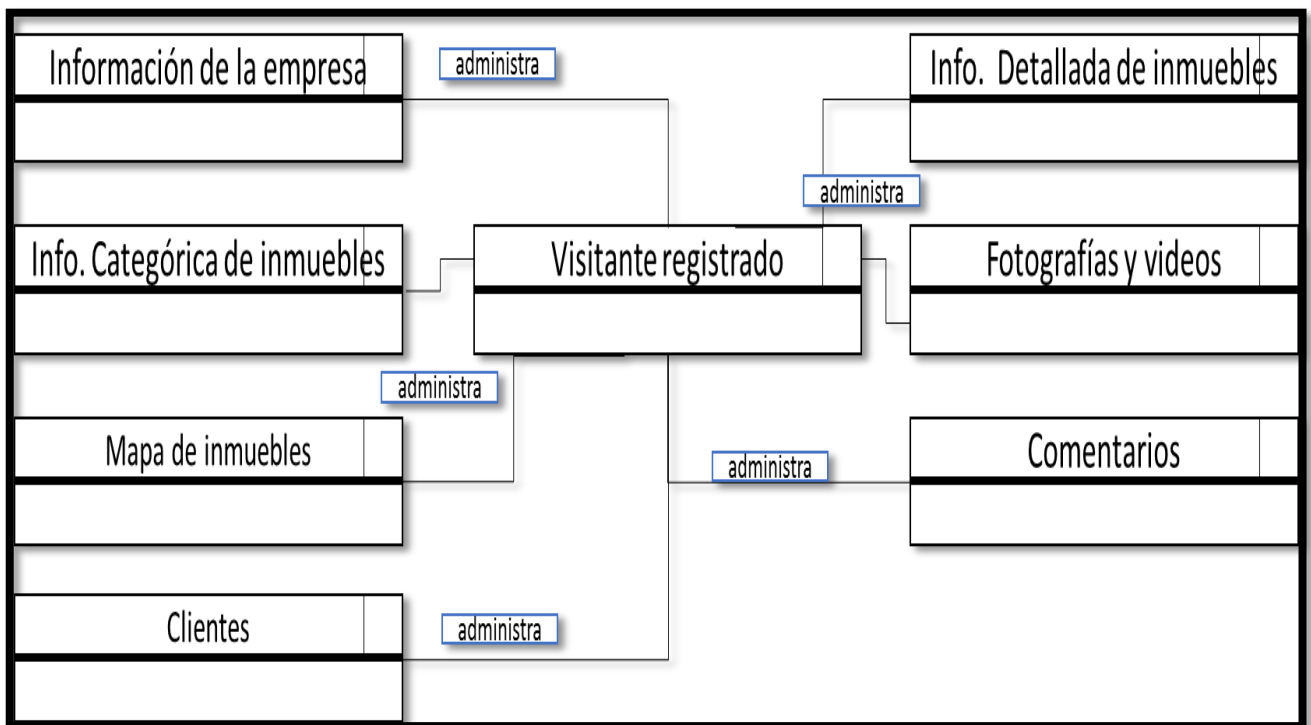 Información de la empresa
administra
Info. Detallada de inmuebles
administra
Info. Categórica de inmuebles
Visitante registrado
Fotografías y videos
administra
Mapa de inmuebles
administra
Comentarios
Clientes
administra